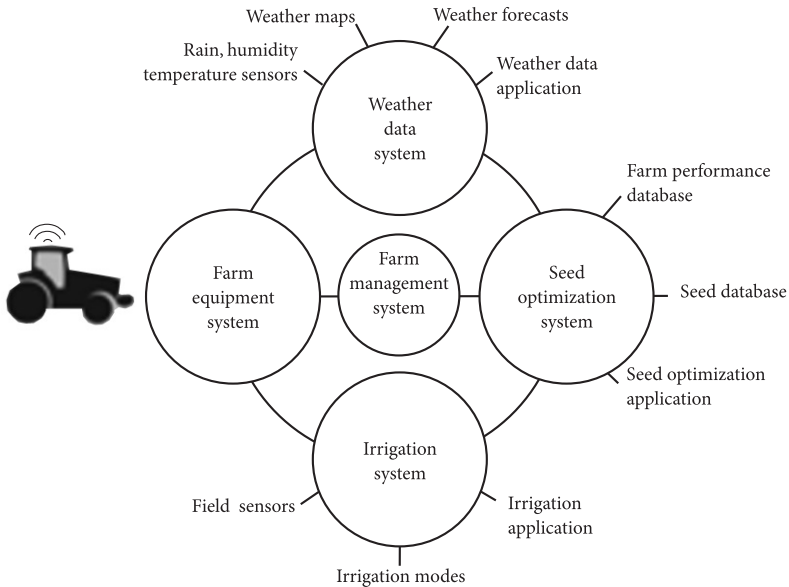 Weather maps
Weather forecasts
Rain, humidity
temperature sensors
Weather data
application
Weather
data
system
Farm performance
database
Farm
equipment
system
Farm
management
system
Seed
optimization
system
Seed database
Seed optimization
application
Irrigation
system
Field sensors
Irrigation
application
Irrigation modes